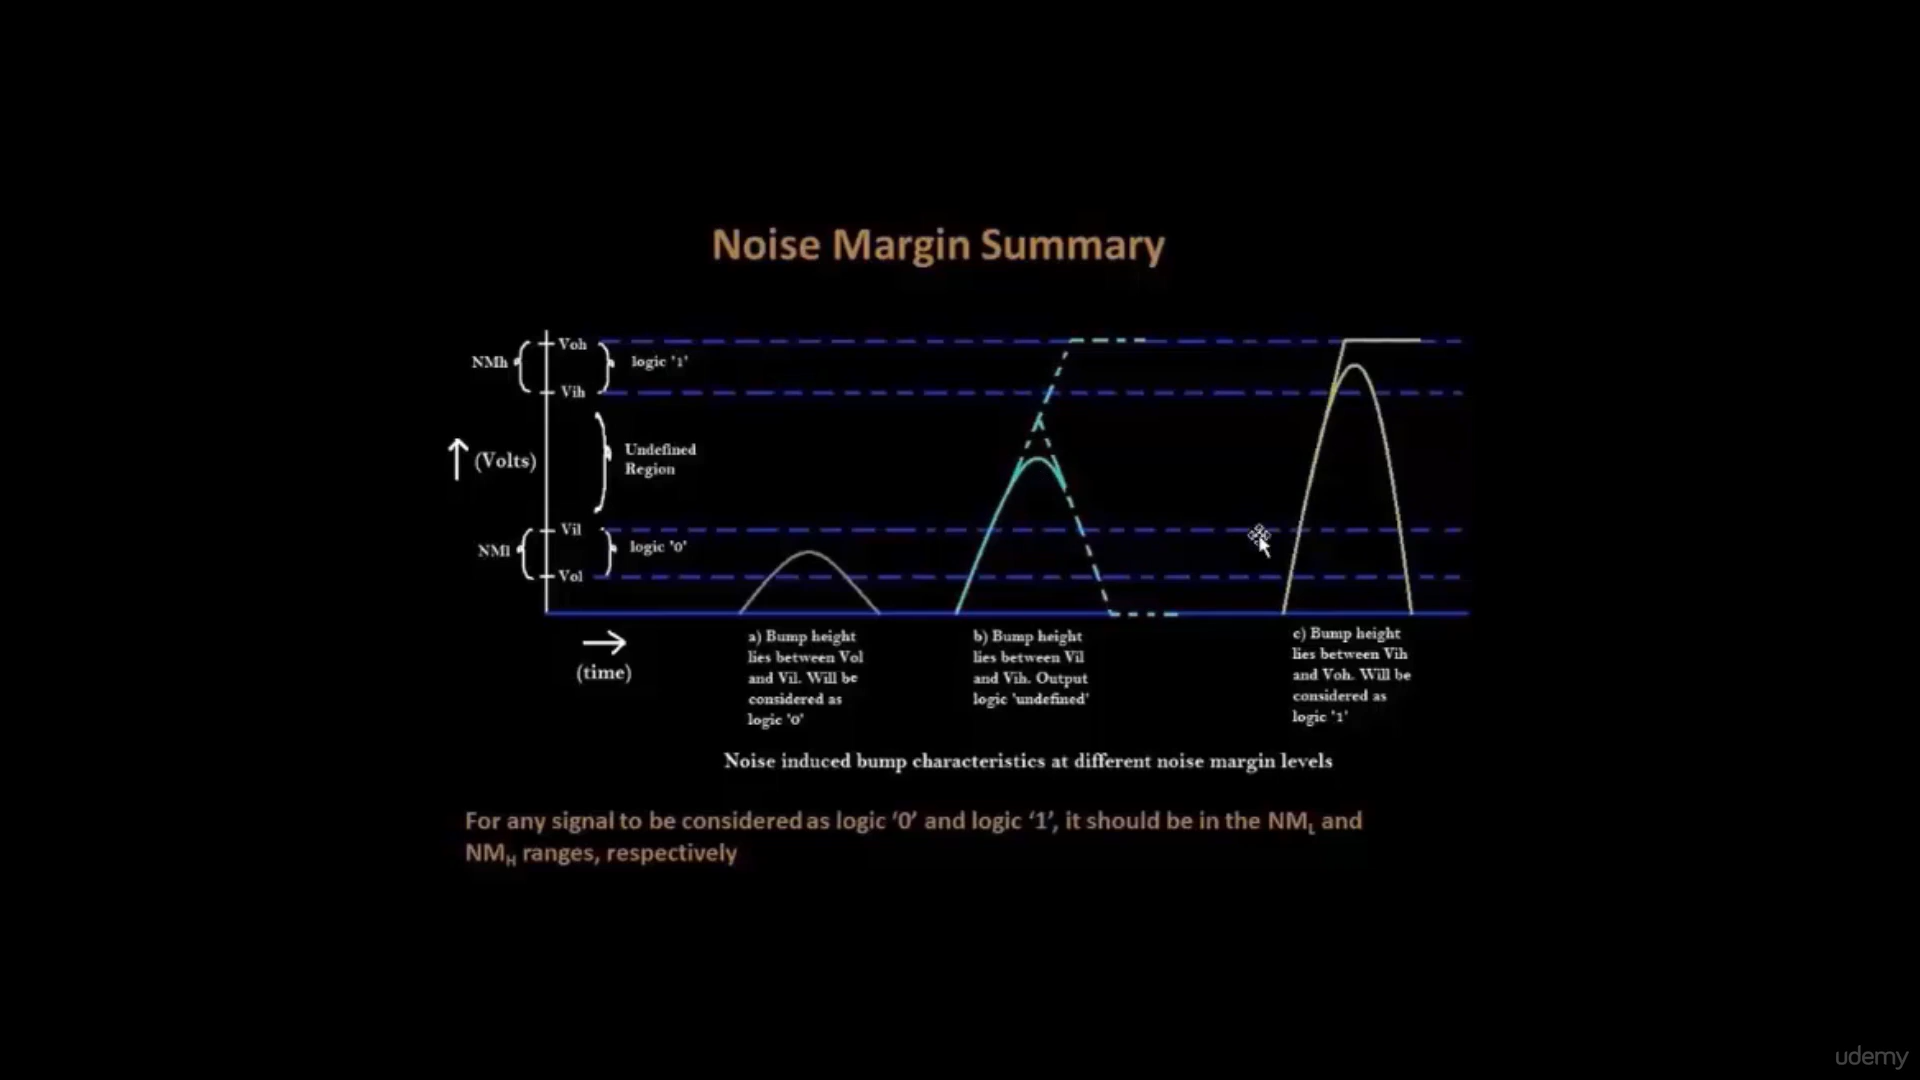 Noise Margin Summary
Voh
NMh
logic '1'
Vih
Undefined
Region
(Volts)
Vil
NMl
logic '0'
Vol
(time)
a) Bump height
lies between Vol
and Vil. Will be
considered as
logic '0'
b) Bump height
lies between Vil
and Vih. Output
logic 'undefined'
c) Bump height
lies between Vih
and Voh. Will be
considered as
logic '1'
Noise induced bump characteristics at different noise margin levels
For any signal to be considered as logic ‘0’ and logic ‘1’, it should be in the NML and
NMH ranges, respectively
udemy